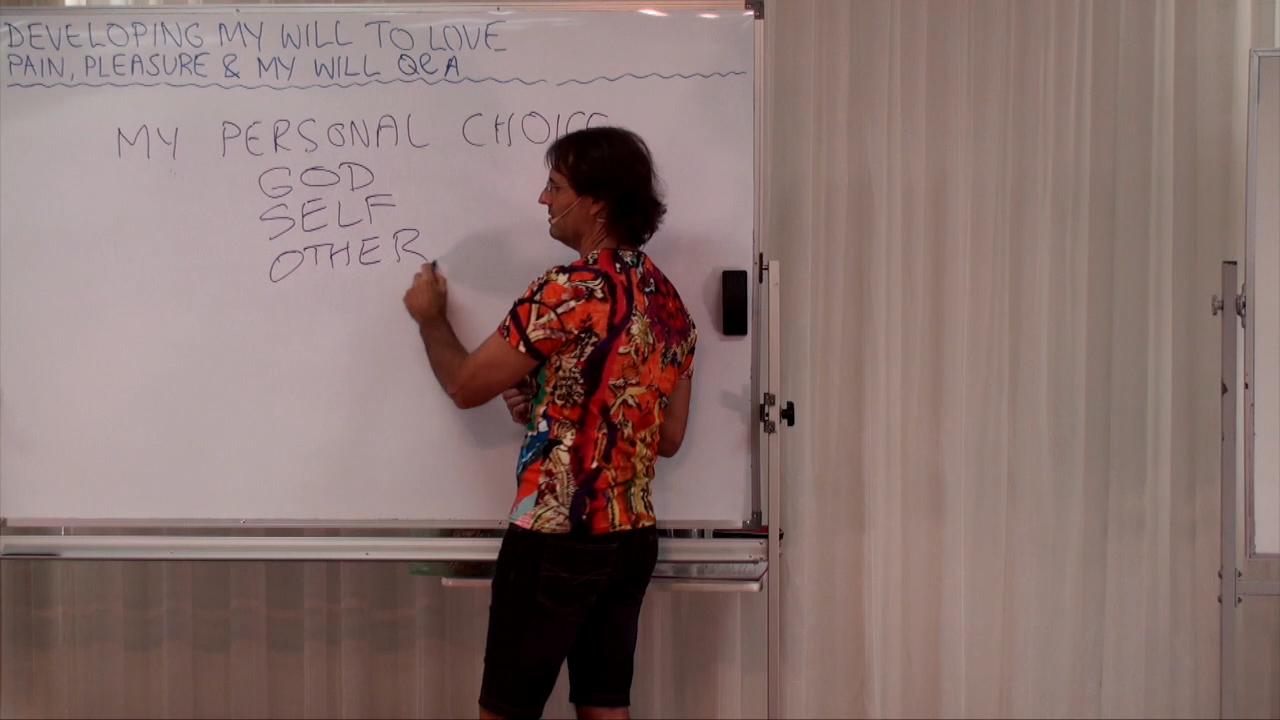 DEVELOPING MY WILL TO LOVE
PAIN, PLEASURE & MY WILL Q&A
MY PERSONAL CHOICE
GOD
SELF
OTHER